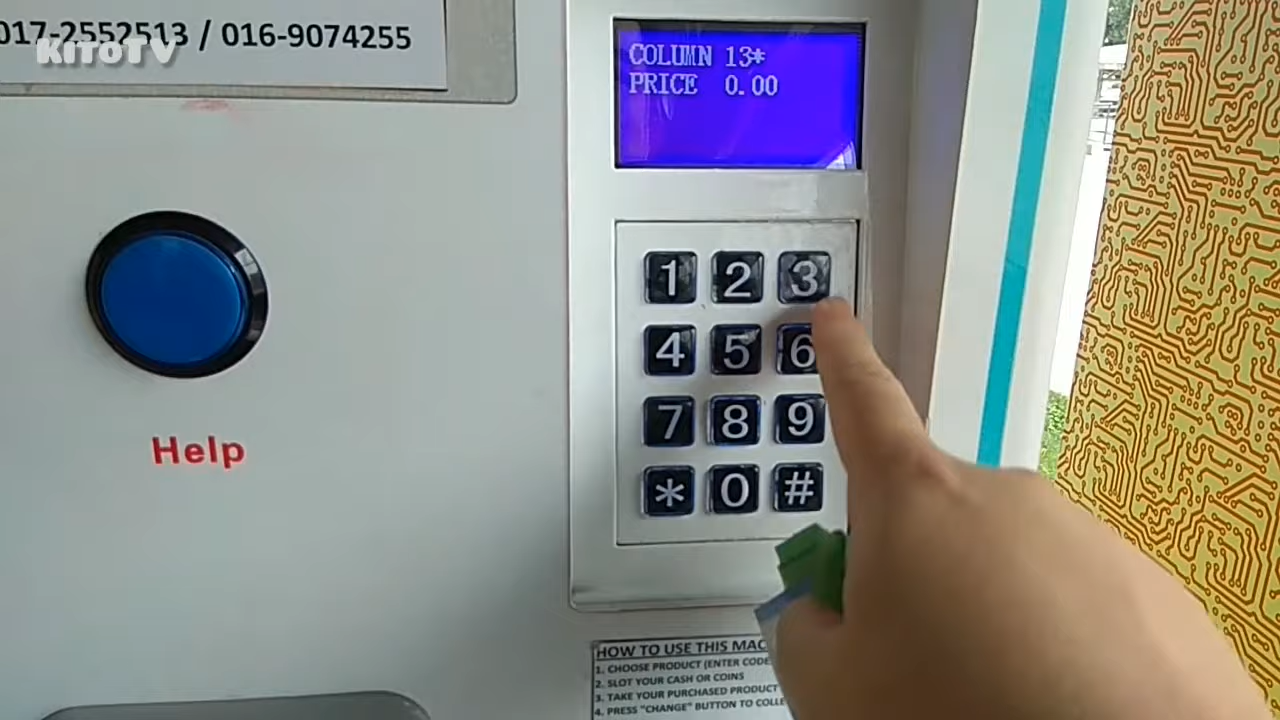 017-2552513 / 016-9074255
KiToTV
COLUMN 13*
PRICE 0.00
1 2 3
4 5 6
7 8 9
* 0 #
Help
HOW TO USE THIS
1. CHOOSE PRODUCT (ENTER CODE
2. SLOT YOUR CASH OR COINS
3. TAKE YOUR PURCHASED PRODUCT
4. PRESS "CHANGE" BUTTON TO